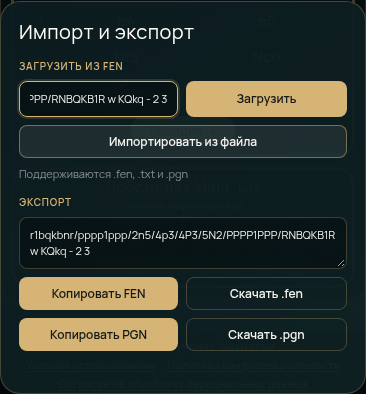 Импорт и экспорт
ЗАГРУЗИТЬ ИЗ FEN
PPP/RNBQKB1R w KQkq - 2 3
Загрузить
Импортировать из файла
Поддерживаются .fen, .txt и .pgn
ЭКСПОРТ
r1bqkbnr/pppp1ppp/2n5/4p3/4P3/5N2/PPPP1PPP/RNBQKB1R
w KQkq - 2 3
Копировать FEN
Скачать .fen
Копировать PGN
Скачать .pgn